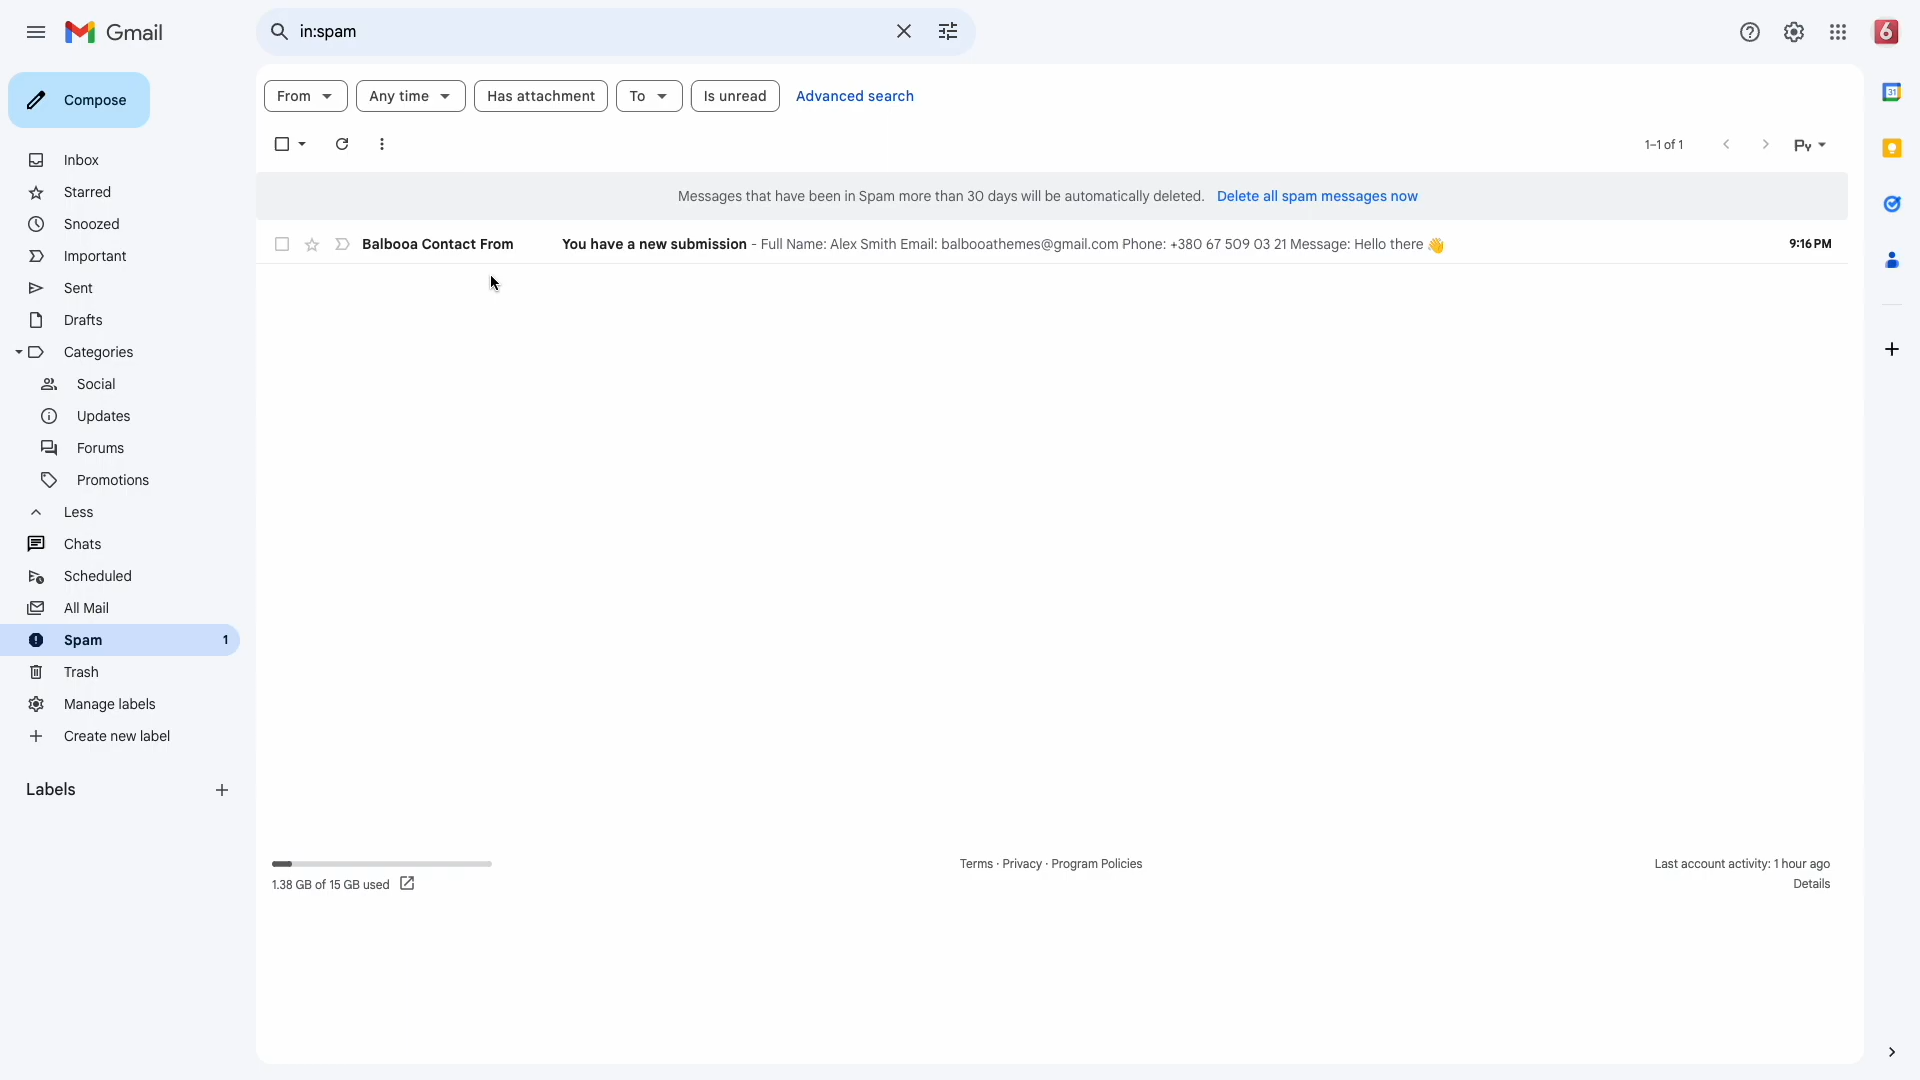 Gmail
in:spam
6
Compose
From
Any time
Has attachment
To
Is unread
Advanced search
31
1–1 of 1
Messages that have been in Spam more than 30 days will be automatically deleted. Delete all spam messages now
Balbooa Contact From
You have a new submission - Full Name: Alex Smith Email: balbooathemes@gmail.com Phone: +380 67 509 03 21 Message: Hello there 👋
9:16 PM
Inbox
Starred
Snoozed
Important
Sent
Drafts
Categories
Social
Updates
Forums
Promotions
Less
Chats
Scheduled
All Mail
Spam 1
Trash
Manage labels
Create new label
Labels
1.38 GB of 15 GB used
Terms · Privacy · Program Policies
Last account activity: 1 hour ago
Details